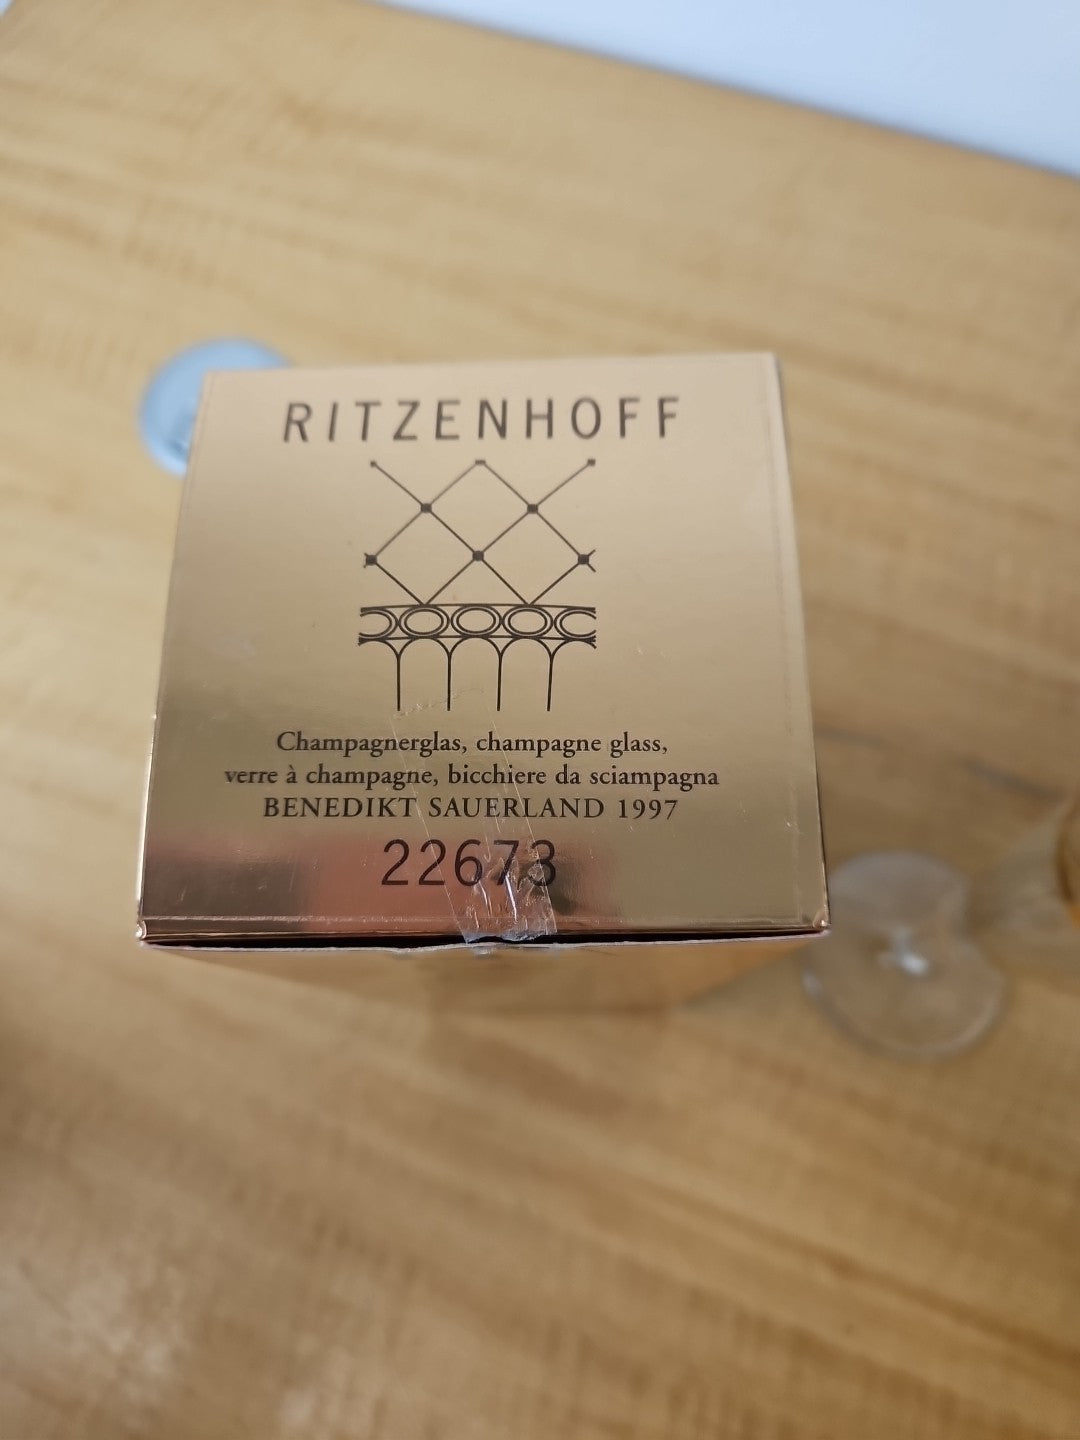 RITZENHOFF
Champagnerglas, champagne glass,
verre à champagne, bicchiere da sciampagna
BENEDIKT SAUERLAND 1997
22673